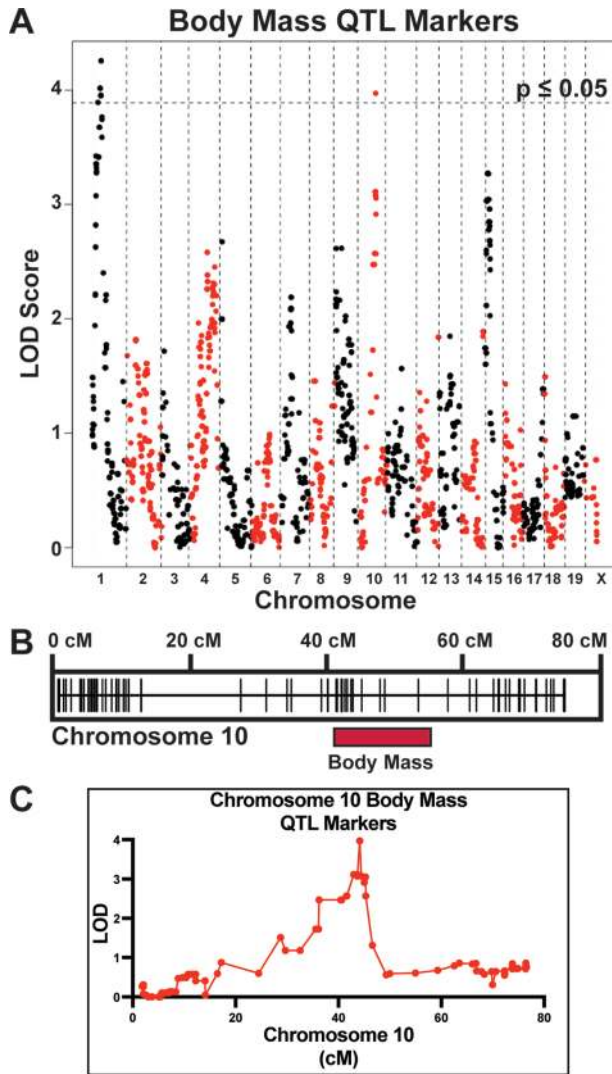 A
Body Mass QTL Markers
p ≤ 0.05
4
3
2
1
0
LOD Score
1 2 3 4 5 6 7 8 9 10 11 12 13 14 15 16 17 18 19 X
Chromosome
B
0 cM 20 cM 40 cM 60 cM 80 cM
Chromosome 10
Body Mass
C
Chromosome 10 Body Mass
QTL Markers
4
3
2
1
0
LOD
0 20 40 60 80
Chromosome 10
(cM)